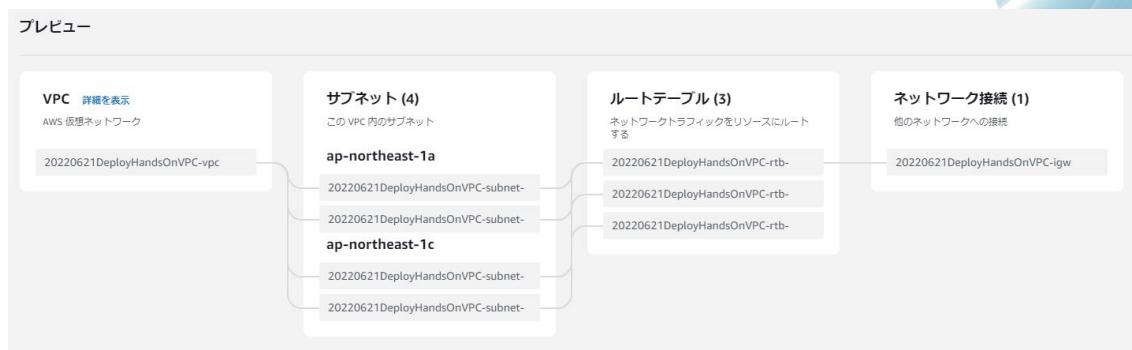 プレビュー
VPC 詳細を表示
AWS 仮想ネットワーク
20220621DeployHandsOnVPC-vpc
サブネット (4)
この VPC 内のサブネット
ap-northeast-1a
20220621DeployHandsOnVPC-subnet-
20220621DeployHandsOnVPC-subnet-
ap-northeast-1c
20220621DeployHandsOnVPC-subnet-
20220621DeployHandsOnVPC-subnet-
ルートテーブル (3)
ネットワークトラフィックをリソースにルート
する
20220621DeployHandsOnVPC-rtb-
20220621DeployHandsOnVPC-rtb-
20220621DeployHandsOnVPC-rtb-
ネットワーク接続 (1)
他のネットワークへの接続
20220621DeployHandsOnVPC-igw